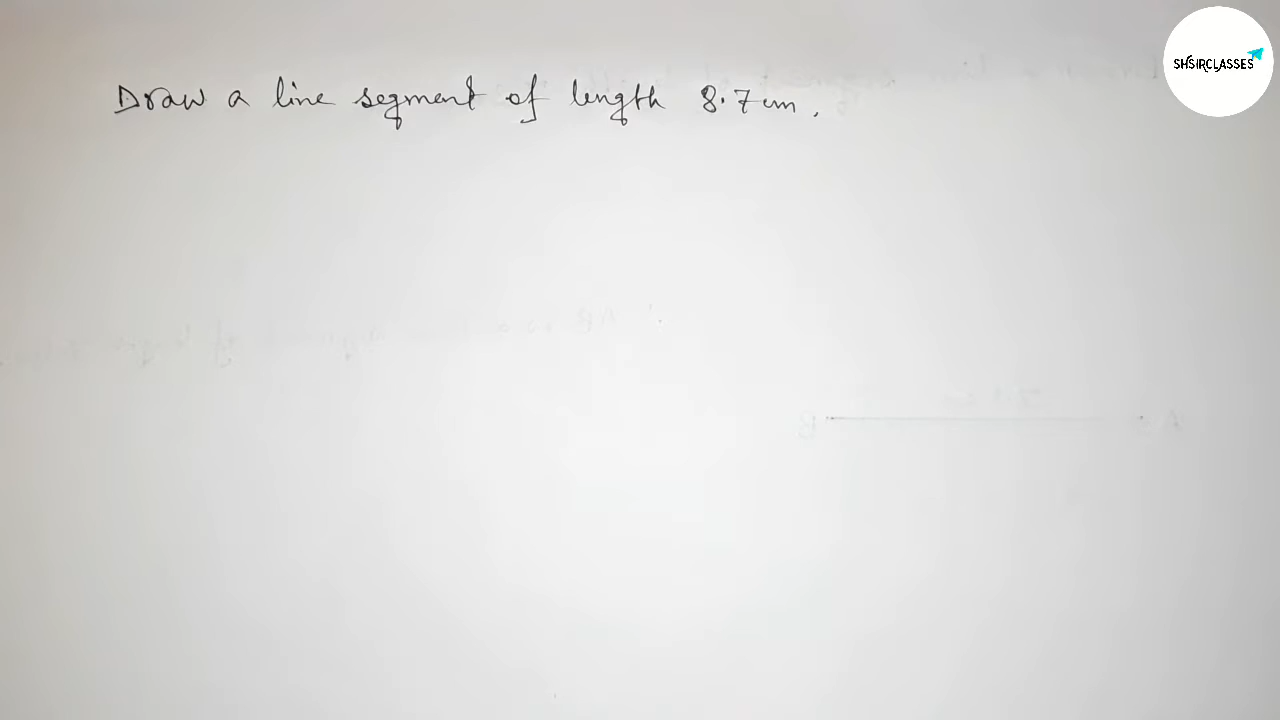 Draw a line segment of length 8.7 cm.
SHSIRCLASSES